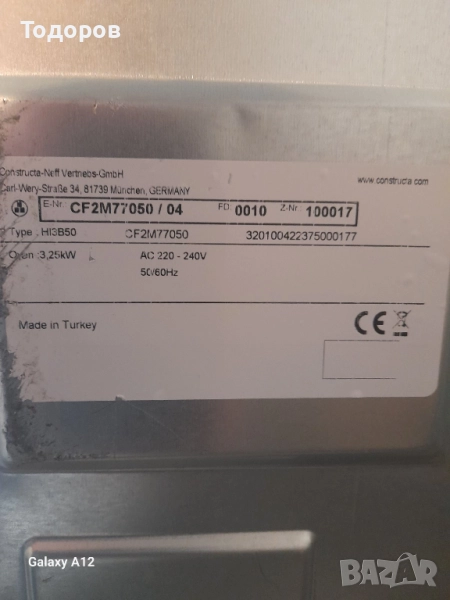 Тодоров
Constructa-Neff Vertriebs-GmbH
Carl-Wery-Straße 34, 81739 München, GERMANY
www.constructa.com
E-Nr. CF2M77050 / 04 FD 0010 Z-Nr. 100017
Type : HI3B50 CF2M77050 320100422375000177
Oven :3,25kW AC 220 - 240V
50/60Hz
Made in Turkey
CE
Galaxy A12
BAZAR